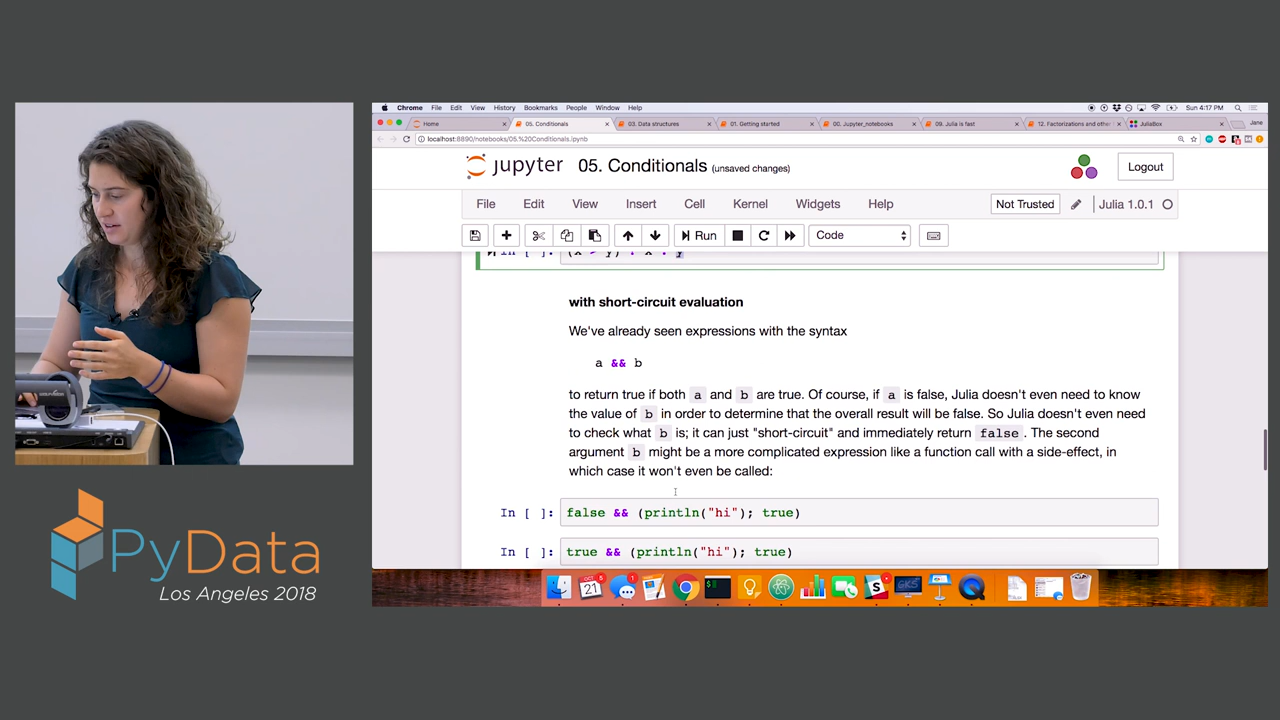 Chrome File Edit View History Bookmarks People Window Help
Sun 4:17 PM
Home
05. Conditionals
03. Data structures
01. Getting started
00. Jupyter_notebooks
09. Julia is fast
12. Factorizations and other
JuliaBox
Jane
localhost:8890/notebooks/05.%20Conditionals.ipynb
jupyter 05. Conditionals (unsaved changes)
Logout
File Edit View Insert Cell Kernel Widgets Help
Not Trusted
Julia 1.0.1
Run
Code
In [ ]: (x > y) ? x : y
with short-circuit evaluation
We've already seen expressions with the syntax
a && b
to return true if both a and b are true. Of course, if a is false, Julia doesn't even need to know
the value of b in order to determine that the overall result will be false. So Julia doesn't even need
to check what b is; it can just "short-circuit" and immediately return false . The second
argument b might be a more complicated expression like a function call with a side-effect, in
which case it won't even be called:
In [ ]: false && (println("hi"); true)
In [ ]: true && (println("hi"); true)
PyData
Los Angeles 2018